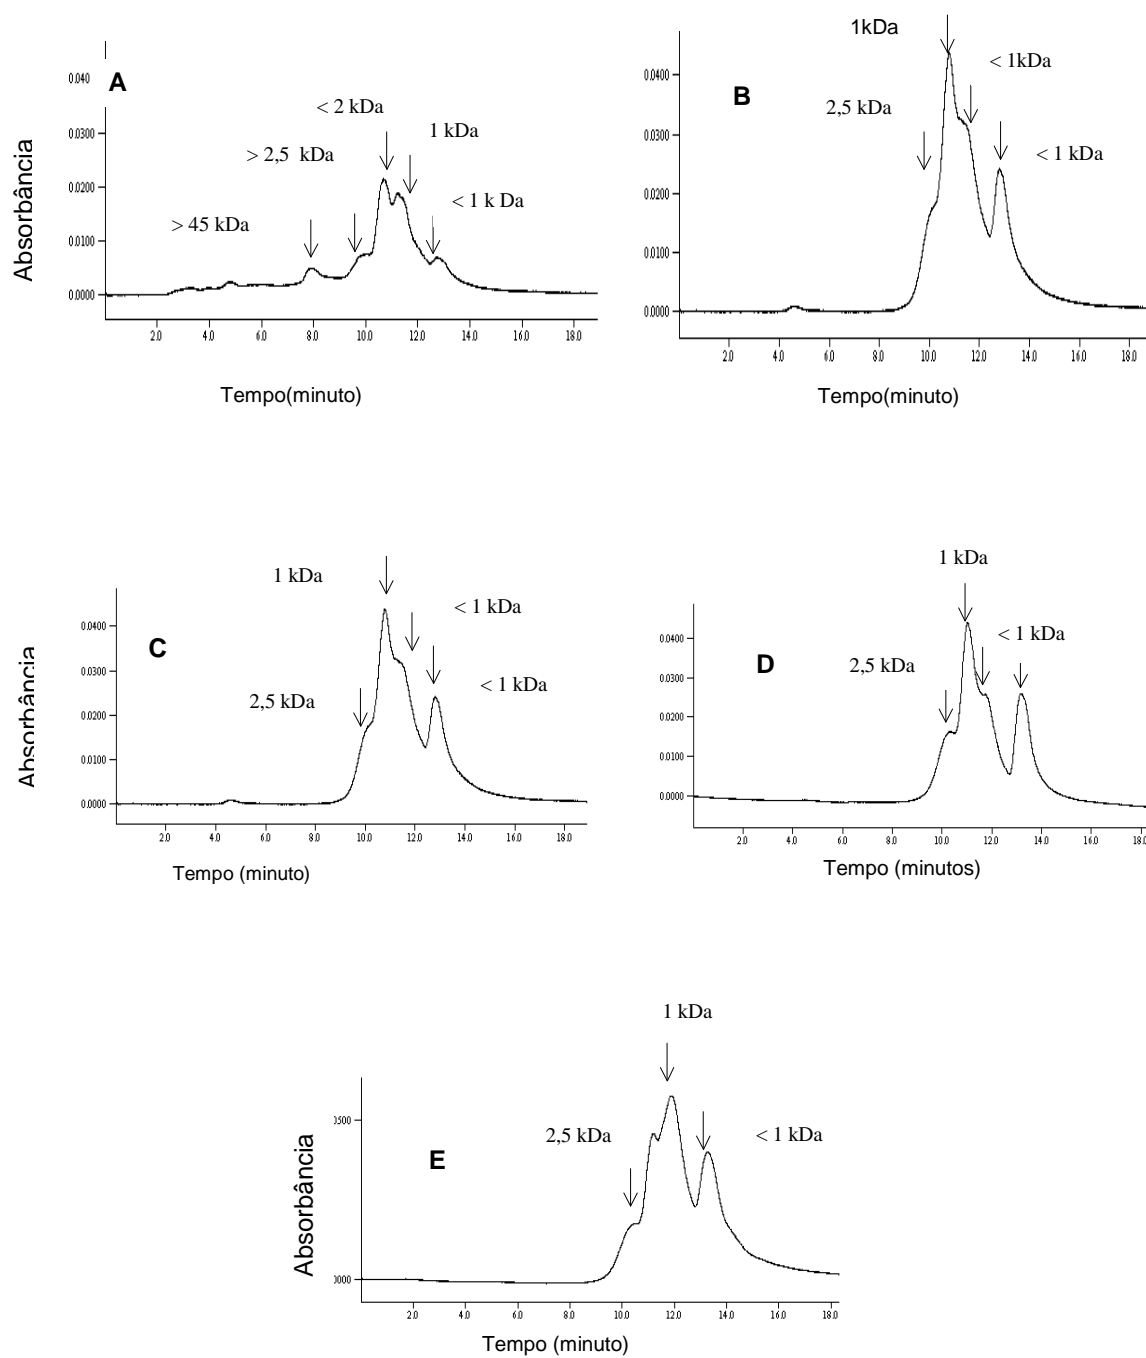 A
0.040
0.0300
0.0200
0.0100
0.0000
Absorbância
> 45 kDa
> 2,5 kDa
< 2 kDa
1 kDa
< 1 k Da
2.0 4.0 6.0 8.0 10.0 12.0 14.0 16.0 18.0
Tempo(minuto)
B
0.0400
0.0300
0.0200
0.0100
0.0000
2,5 kDa
1kDa
< 1kDa
< 1 kDa
2.0 4.0 6.0 8.0 10.0 12.0 14.0 16.0 18.0
Tempo(minuto)
C
0.0400
0.0300
0.0200
0.0100
0.0000
Absorbância
2,5 kDa
1 kDa
< 1 kDa
< 1 kDa
2.0 4.0 6.0 8.0 10.0 12.0 14.0 16.0 18.0
Tempo (minuto)
D
0.0400
0.0300
0.0200
0.0100
0.0000
2,5 kDa
1 kDa
< 1 kDa
2.0 4.0 6.0 8.0 10.0 12.0 14.0 16.0 18.0
Tempo (minutos)
E
0500
0000
Absorbância
2,5 kDa
1 kDa
< 1 kDa
2.0 4.0 6.0 8.0 10.0 12.0 14.0 16.0 18.0
Tempo (minuto)